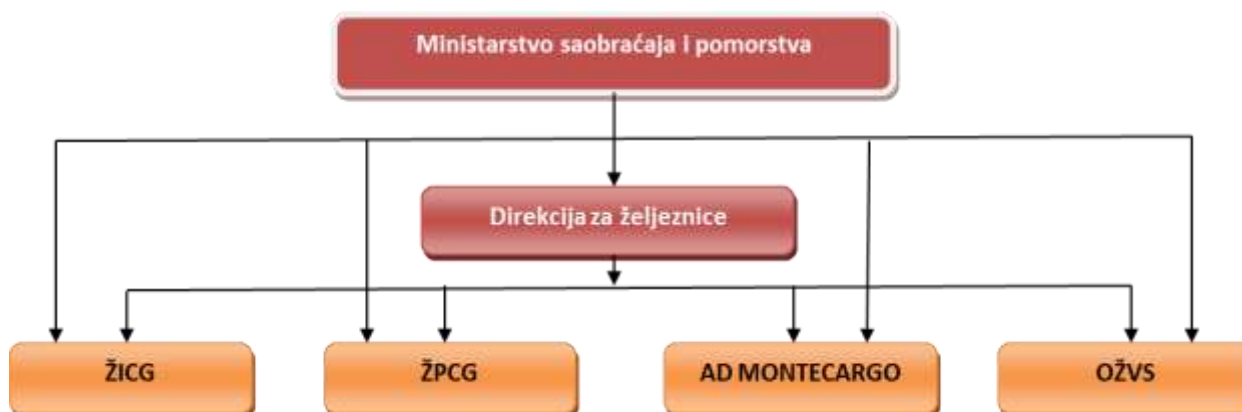 Ministarstvo saobraćaja I pomorstva
Direkcija za željeznice
ŽICG
ŽPCG
AD MONTECARGO
OŽVS